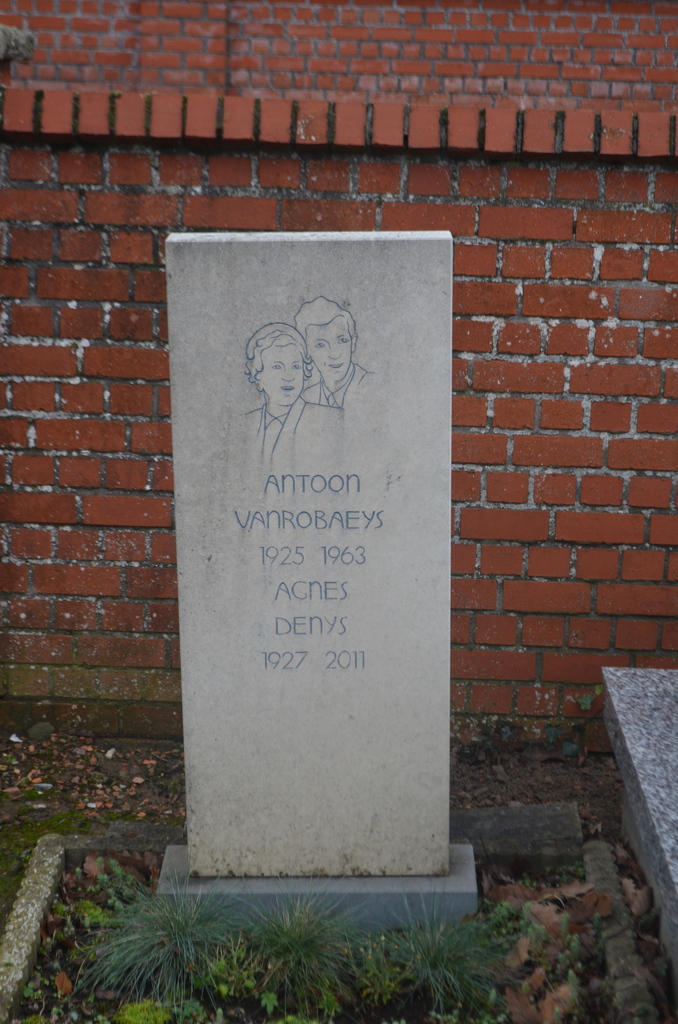 ANTOON
VANROBAEYS
1925 1963
AGNES
DENYS
1927 2011